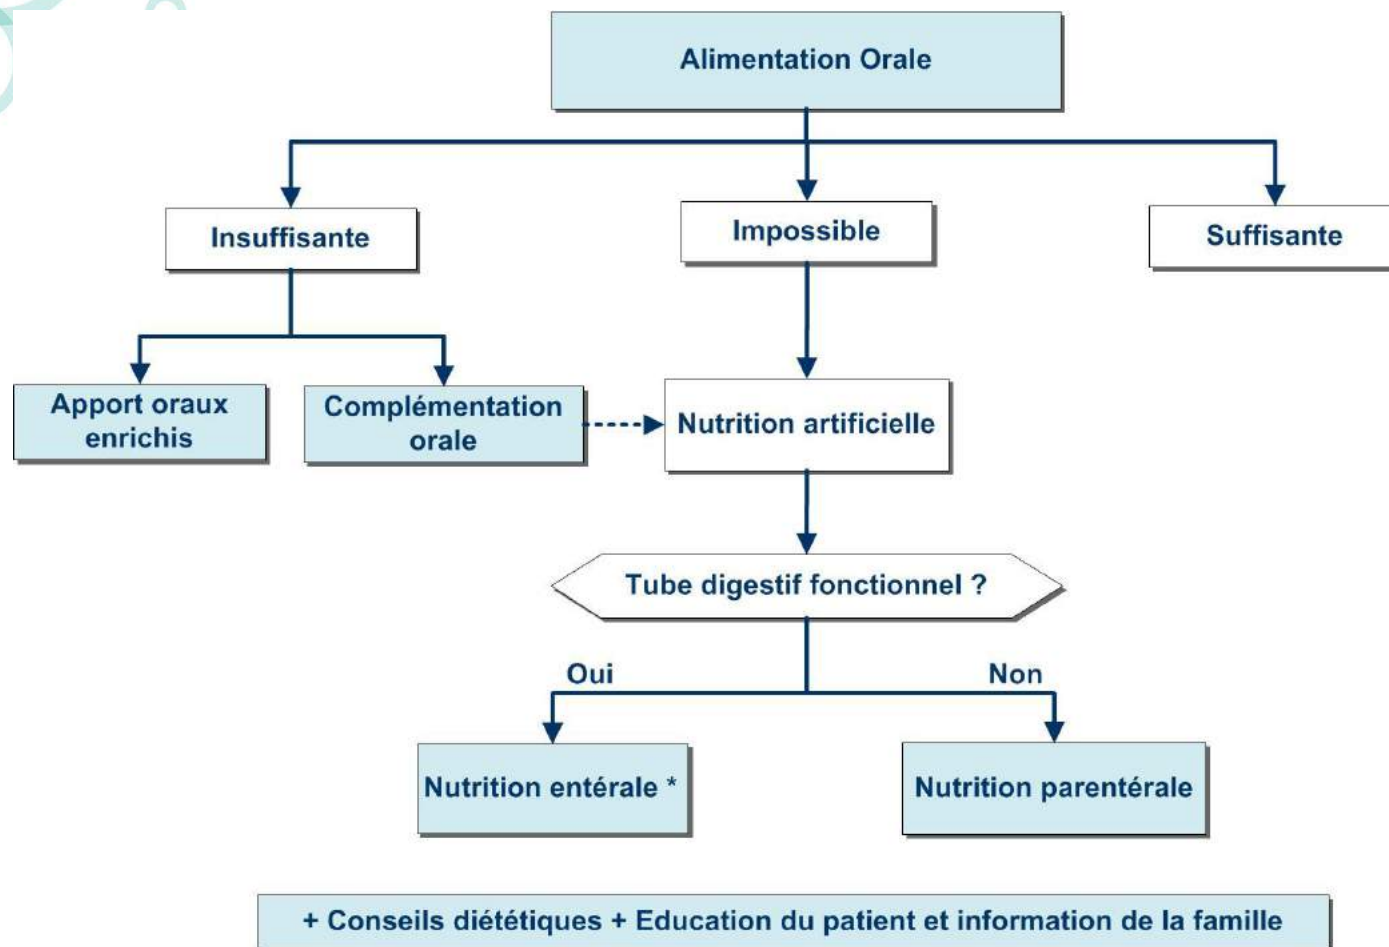 Alimentation Orale
Insuffisante
Impossible
Suffisante
Apport oraux
enrichis
Complémentation
orale
Nutrition artificielle
Tube digestif fonctionnel ?
Oui
Non
Nutrition entérale *
Nutrition parentérale
+ Conseils diététiques + Education du patient et information de la famille